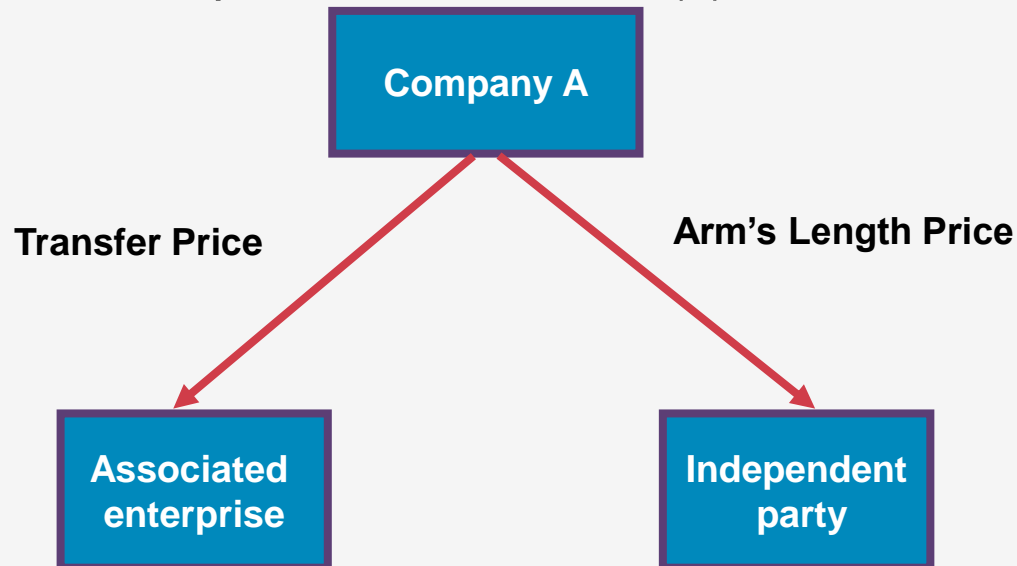 Company A
Transfer Price
Arm's Length Price
Associated
enterprise
Independent
party